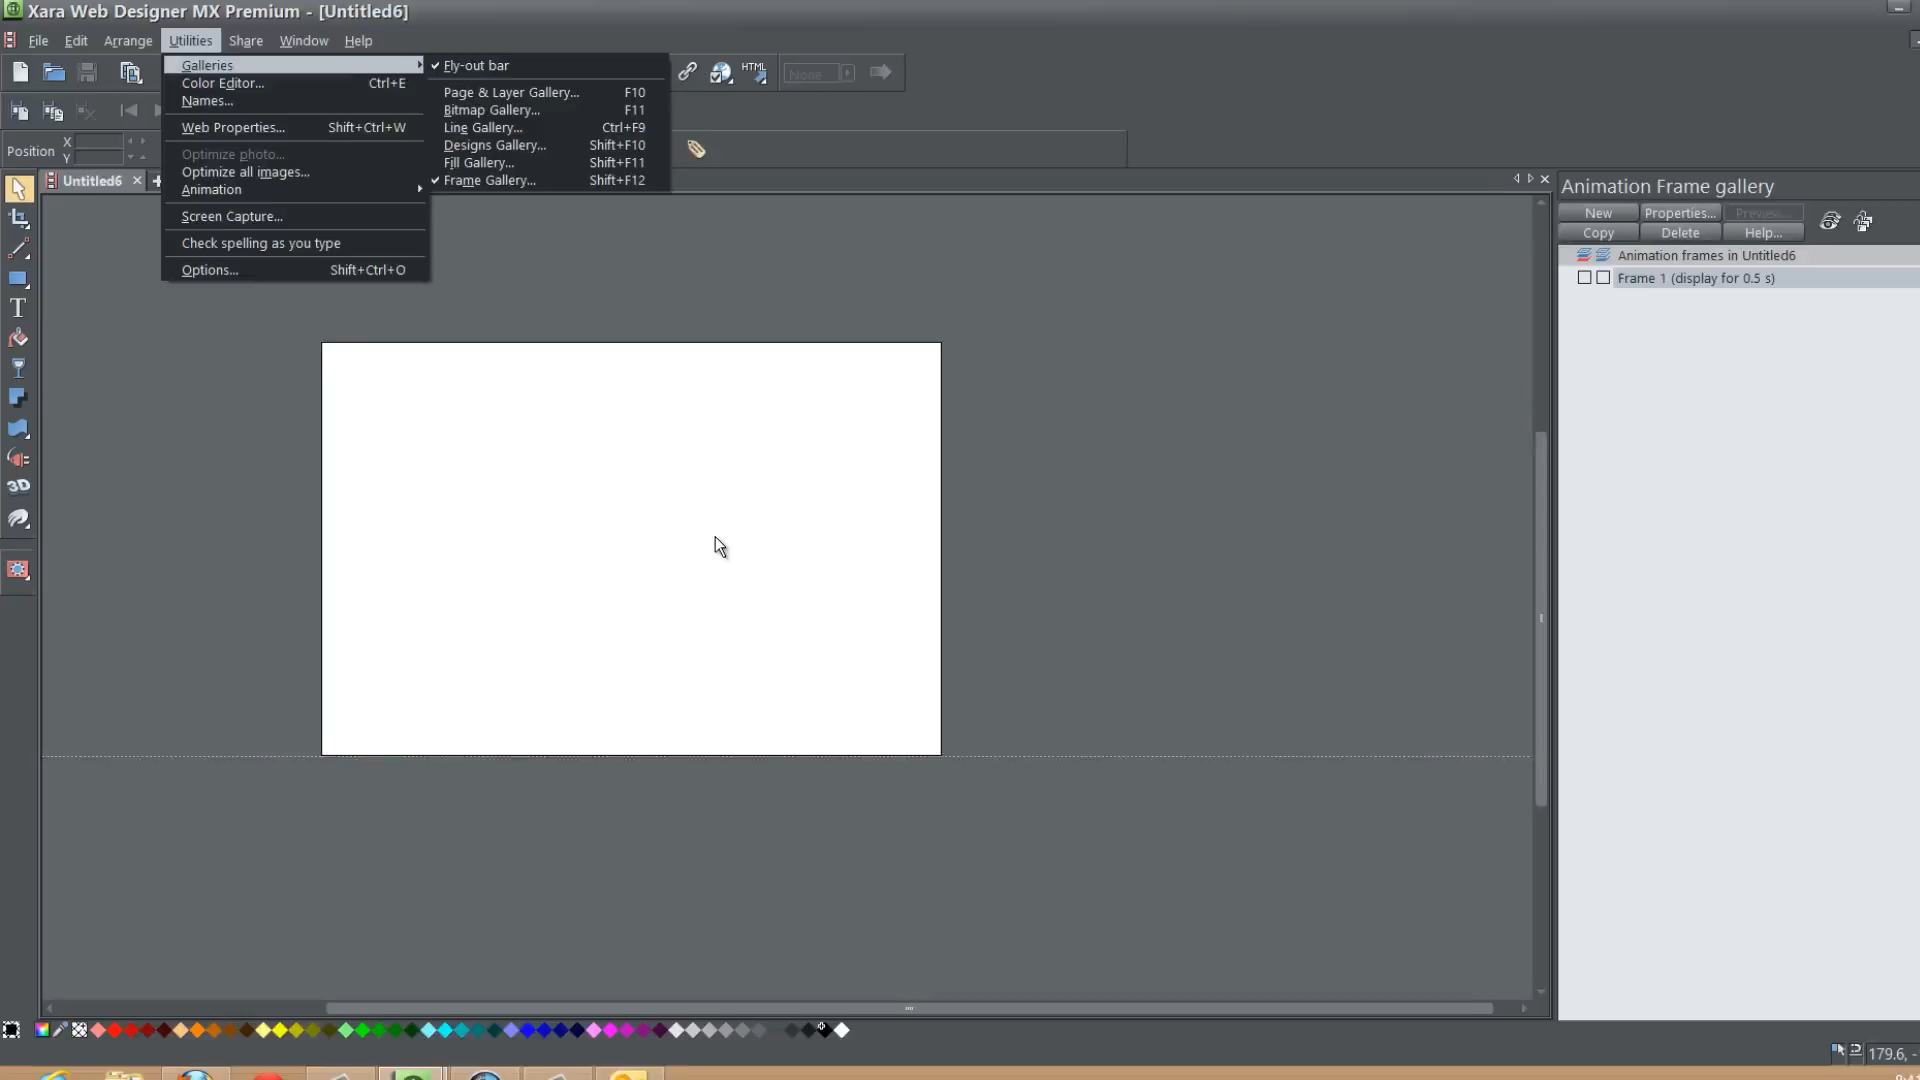 Xara Web Designer MX Premium - [Untitled6]
File Edit Arrange Utilities Share Window Help
Galleries
Color Editor... Ctrl+E
Names...
Web Properties... Shift+Ctrl+W
Optimize photo...
Optimize all images...
Animation
Screen Capture...
Check spelling as you type
Options... Shift+Ctrl+O
Fly-out bar
Page & Layer Gallery... F10
Bitmap Gallery... F11
Line Gallery... Ctrl+F9
Designs Gallery... Shift+F10
Fill Gallery... Shift+F11
Frame Gallery... Shift+F12
HTML
None
Position X
Y
Untitled6
T
3D
Animation Frame gallery
New Properties... Preview...
Copy Delete Help...
Animation frames in Untitled6
Frame 1 (display for 0.5 s)
179.6, -